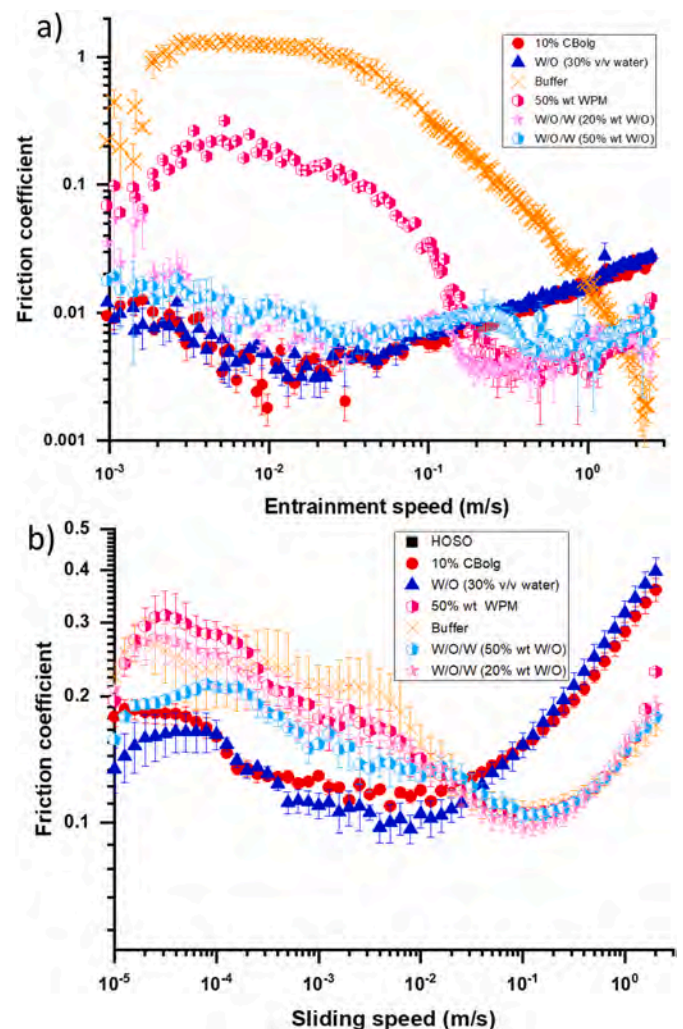 a)
1
0.1
0.01
0.001
Friction coefficient
10% CBolg
W/O (30% v/v water)
Buffer
50% wt WPM
W/O/W (20% wt W/O)
W/O/W (50% wt W/O)
10⁻³
10⁻²
10⁻¹
10⁰
Entrainment speed (m/s)
b)
0.5
0.4
0.3
0.2
0.1
Friction coefficient
HOSO
10% CBolg
W/O (30% v/v water)
50% wt WPM
Buffer
W/O/W (50% wt W/O)
W/O/W (20% wt W/O)
10⁻⁵
10⁻⁴
10⁻³
10⁻²
10⁻¹
10⁰
Sliding speed (m/s)